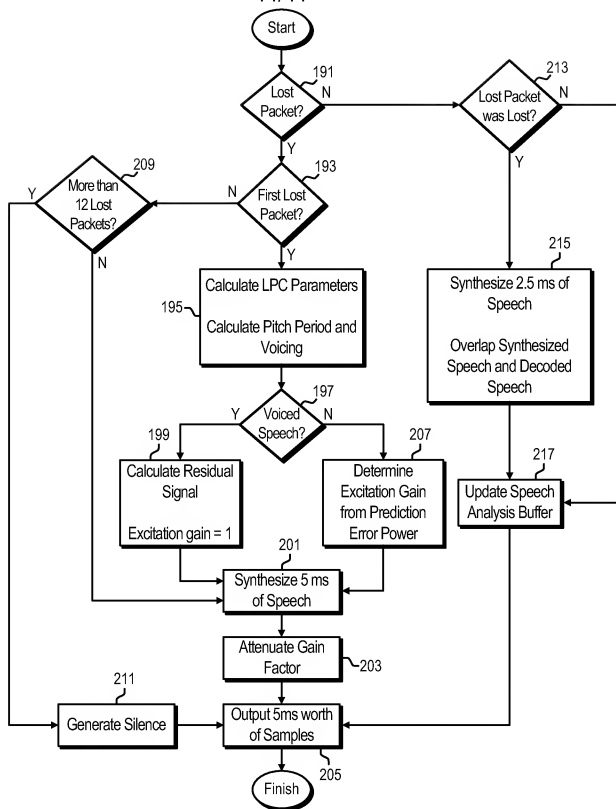 Start
191
Lost
Packet?
N
Y
213
Lost Packet
was Lost?
N
Y
193
First Lost
Packet?
N
Y
209
More than
12 Lost
Packets?
Y
N
195
Calculate LPC Parameters
Calculate Pitch Period and
Voicing
215
Synthesize 2.5 ms of
Speech
Overlap Synthesized
Speech and Decoded
Speech
197
Voiced
Speech?
Y
N
199
Calculate Residual
Signal
Excitation gain = 1
207
Determine
Excitation Gain
from Prediction
Error Power
217
Update Speech
Analysis Buffer
201
Synthesize 5 ms
of Speech
Attenuate Gain
Factor
203
211
Generate Silence
Output 5ms worth
of Samples
205
Finish